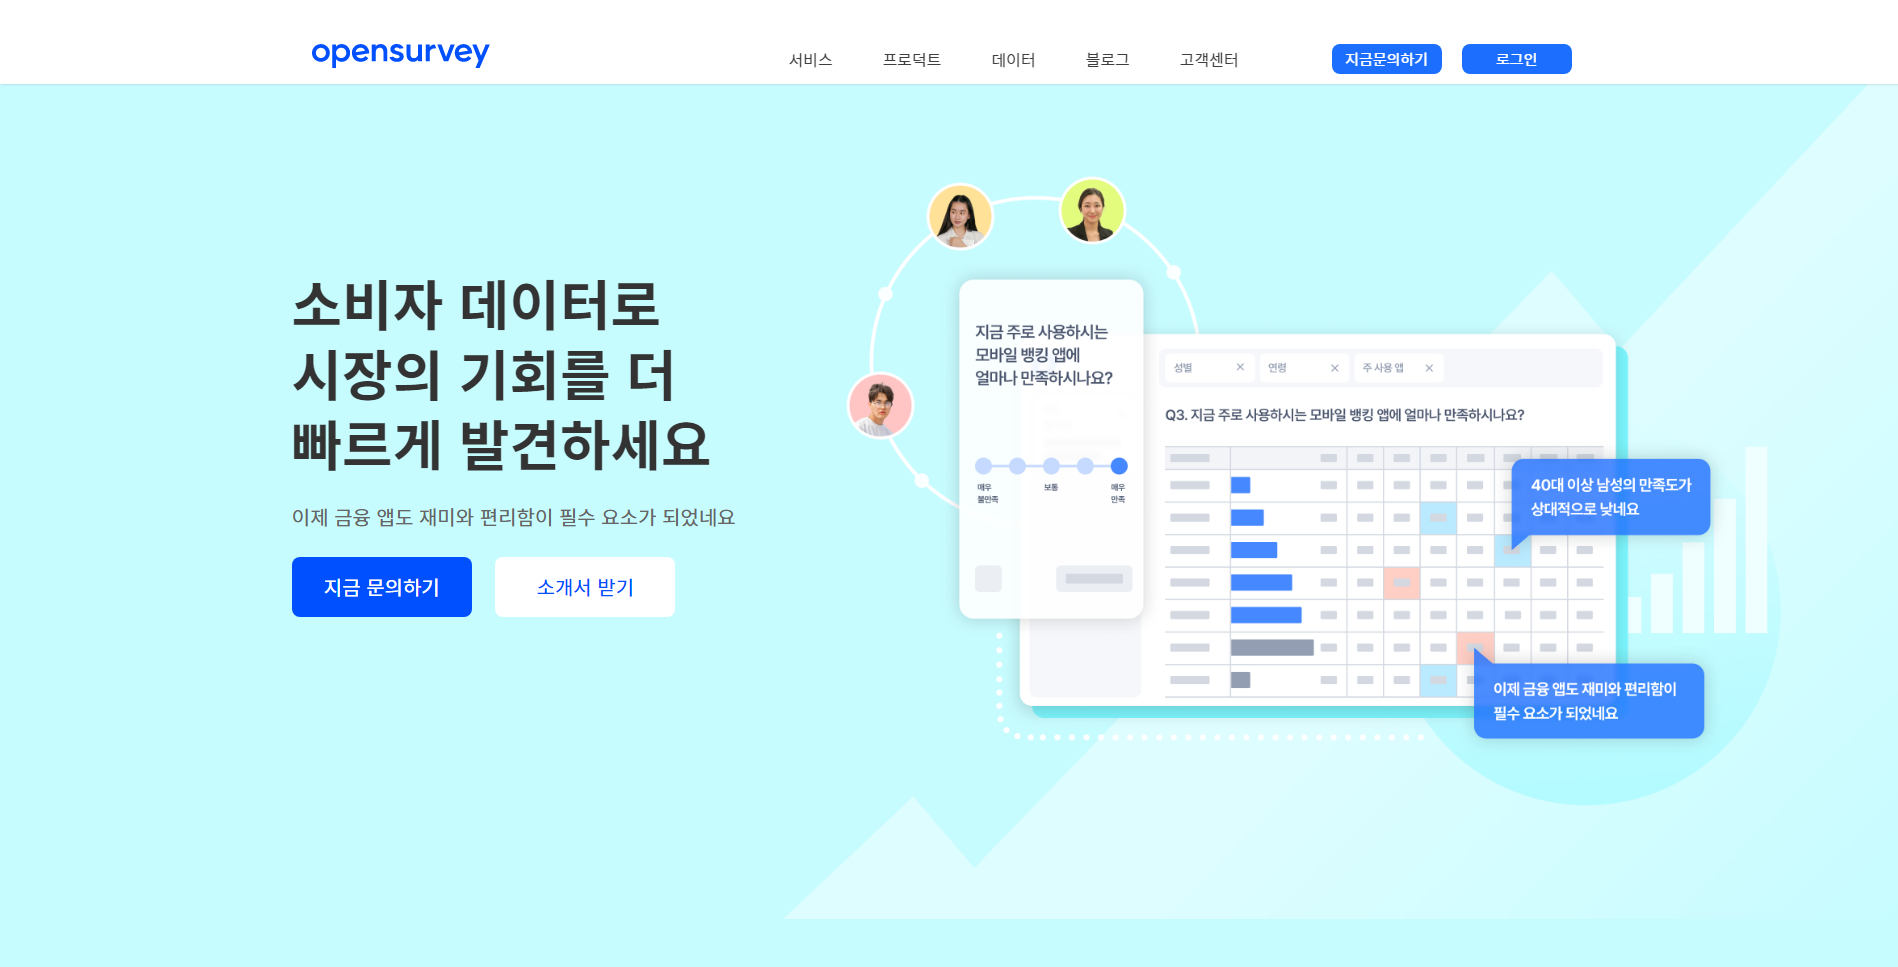 opensurvey
서비스 프로덕트 데이터 블로그 고객센터 지금문의하기 로그인
소비자 데이터로
시장의 기회를 더
빠르게 발견하세요
이제 금융 앱도 재미와 편리함이 필수 요소가 되었네요
지금 문의하기 소개서 받기
지금 주로 사용하시는
모바일 뱅킹 앱에
얼마나 만족하시나요?
매우 보통 매우
불만족 만족
성별 × 연령 × 주 사용 앱 ×
Q3. 지금 주로 사용하시는 모바일 뱅킹 앱에 얼마나 만족하시나요?
40대 이상 남성의 만족도가
상대적으로 낮네요
이제 금융 앱도 재미와 편리함이
필수 요소가 되었네요